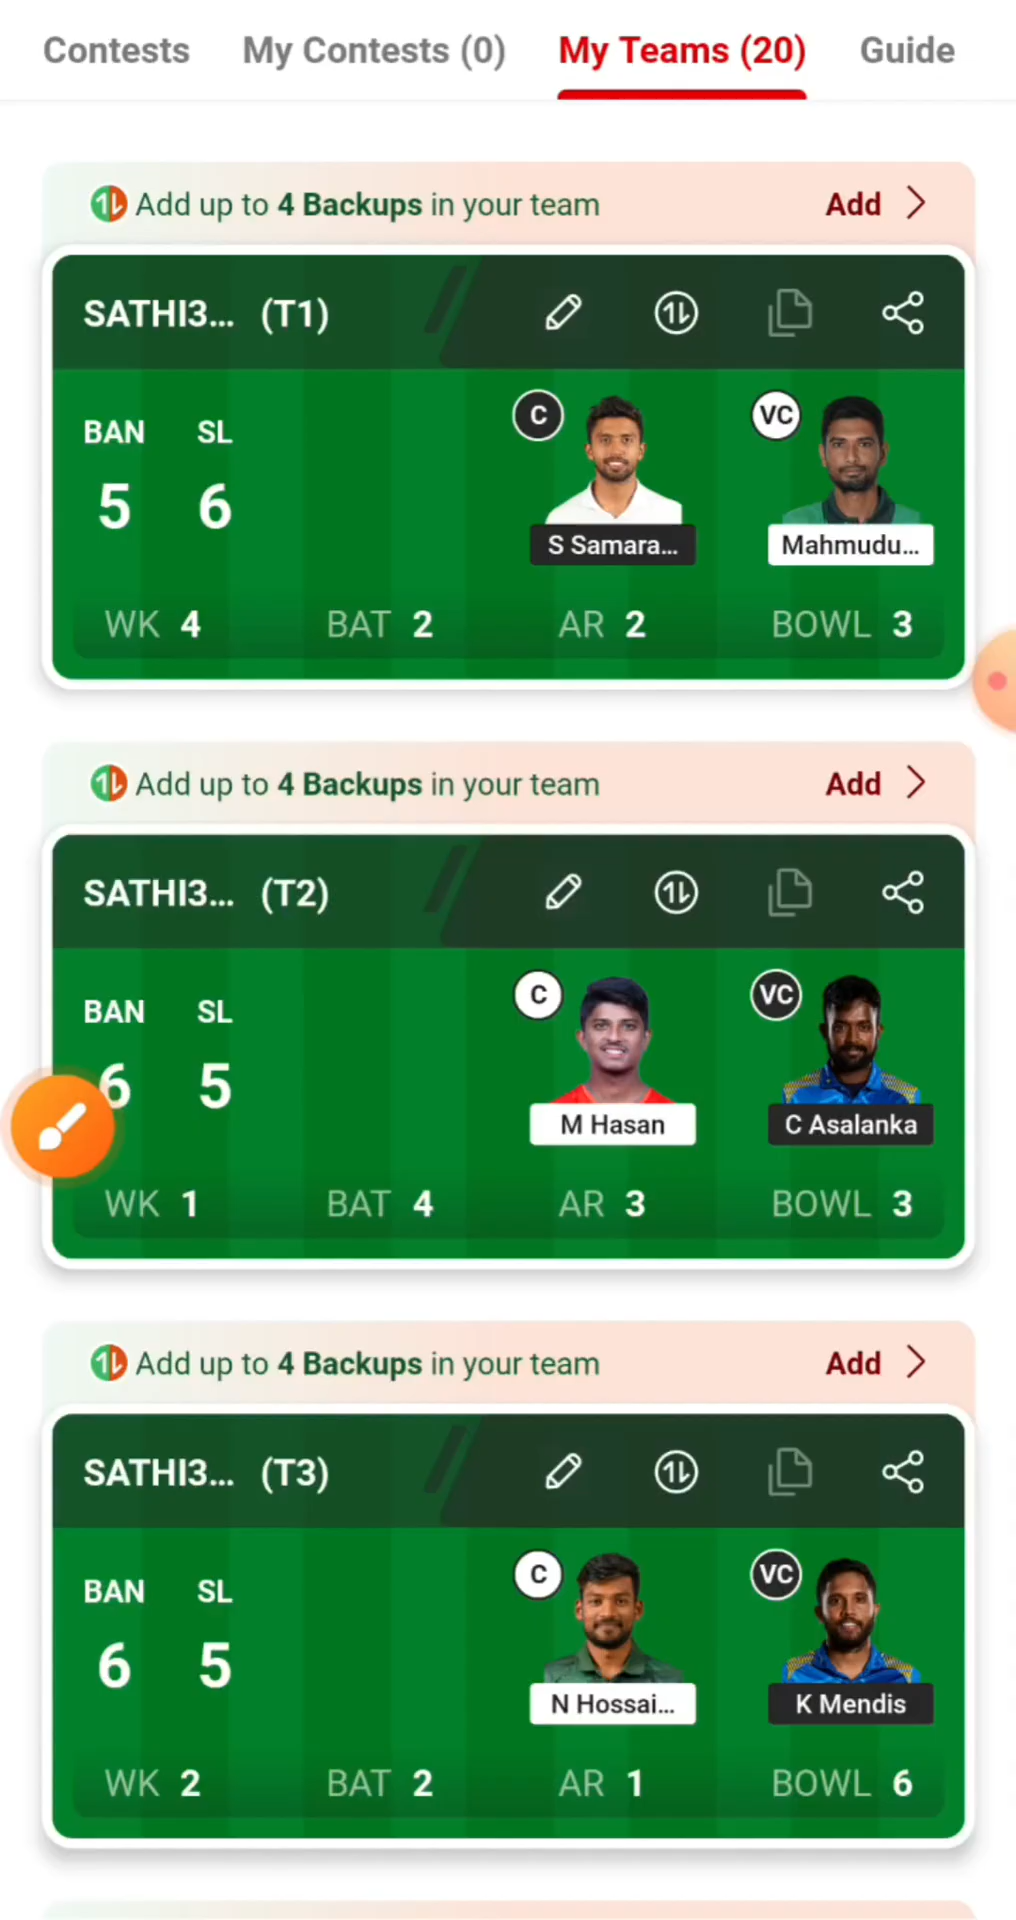 Contests My Contests (0) My Teams (20) Guide
Add up to 4 Backups in your team Add
SATHI3... (T1)
C VC
BAN SL
5 6
S Samara... Mahmudu...
WK 4 BAT 2 AR 2 BOWL 3
Add up to 4 Backups in your team Add
SATHI3... (T2)
C VC
BAN SL
6 5
M Hasan C Asalanka
WK 1 BAT 4 AR 3 BOWL 3
Add up to 4 Backups in your team Add
SATHI3... (T3)
C VC
BAN SL
6 5
N Hossai... K Mendis
WK 2 BAT 2 AR 1 BOWL 6